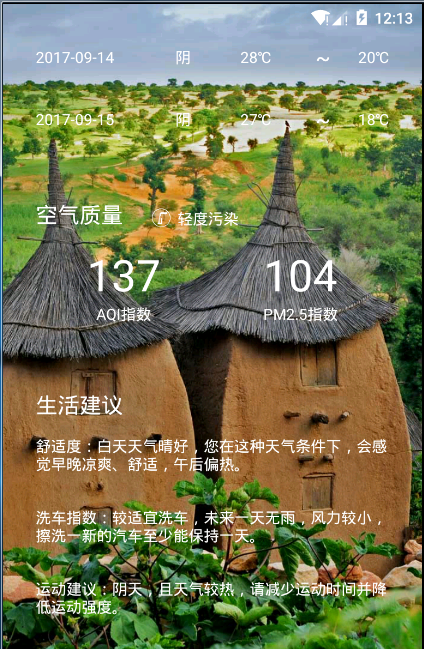 12:13
2017-09-14 阴 28℃ ~ 20℃
2017-09-15 阴 27℃ ~ 18℃
空气质量 轻度污染
137 104
AQI指数 PM2.5指数
生活建议
舒适度：白天天气晴好，您在这种天气条件下，会感
觉早晚凉爽、舒适，午后偏热。
洗车指数：较适宜洗车，未来一天无雨，风力较小，
擦洗一新的汽车至少能保持一天。
运动建议：阴天，且天气较热，请减少运动时间并降
低运动强度。